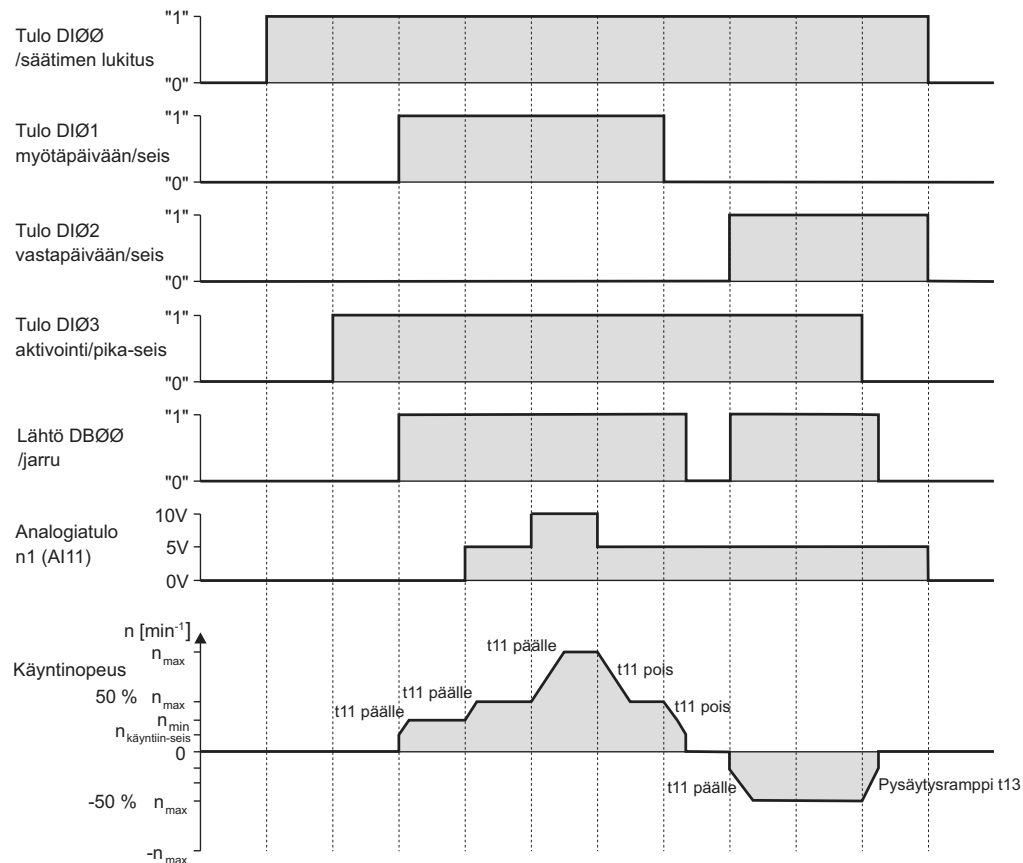 Tulo DIØØ
/säätimen lukitus
"1"
"0"
Tulo DIØ1
myötäpäivään/seis
"1"
"0"
Tulo DIØ2
vastapäivään/seis
"1"
"0"
Tulo DIØ3
aktivointi/pika-seis
"1"
"0"
Lähtö DBØØ
/jarru
"1"
"0"
Analogiatulo
n1 (AI11)
10V
5V
0V
n [min-1]
Käyntinopeus
nmax
50 % nmax
nmin
nkäyntiin-seis
0
-50 % nmax
-nmax
t11 päälle
t11 päälle
t11 päälle
t11 pois
t11 pois
t11 päälle
Pysäytysramppi t13